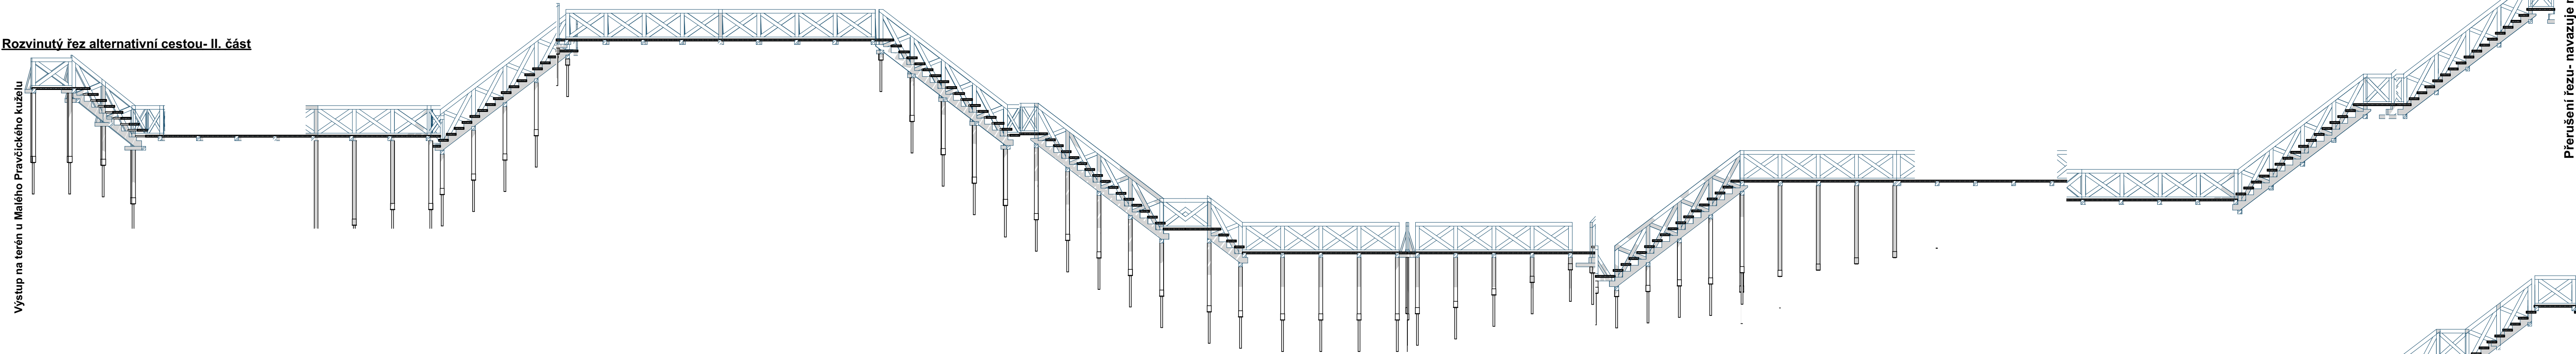 Rozvinutý řez alternativní cestou- II. část
Výstup na terén u Malého Pravčického kuželu
Přerušení řezu- navazuje